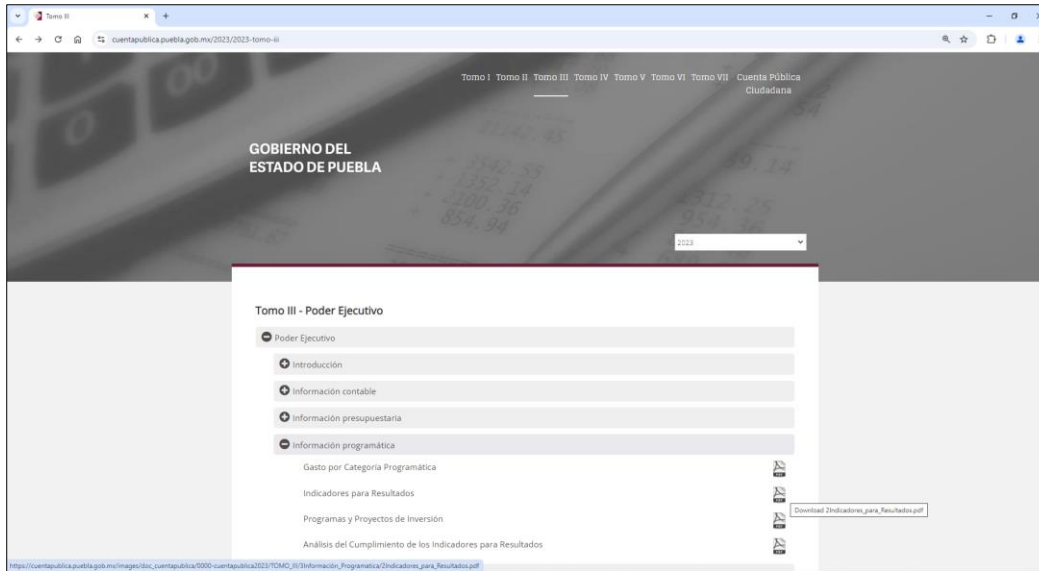 Tomo III
cuentapublica.puebla.gob.mx/2023/2023-tomo-iii
Tomo I Tomo II Tomo III Tomo IV Tomo V Tomo VI Tomo VII Cuenta Pública
Ciudadana
GOBIERNO DEL
ESTADO DE PUEBLA
2023
Tomo III - Poder Ejecutivo
Poder Ejecutivo
Introducción
Información contable
Información presupuestaria
Información programática
Gasto por Categoría Programática
Indicadores para Resultados
Download 2Indicadores_para_Resultados.pdf
Programas y Proyectos de Inversión
Análisis del Cumplimiento de los Indicadores para Resultados
https://cuentapublica.puebla.gob.mx/images/doc_cuentapublica/0000-cuentapublica2023/TOMO_III/3Información_Programatica/2Indicadores_para_Resultados.pdf